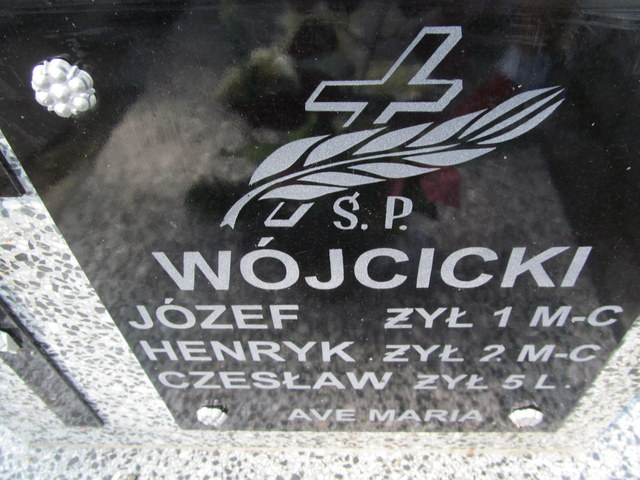 Ś. P.
WÓJCICKI
JÓZEF ŻYŁ 1 M-C
HENRYK ŻYŁ 2 M-C
CZESŁAW ŻYŁ 5 L.
AVE MARIA